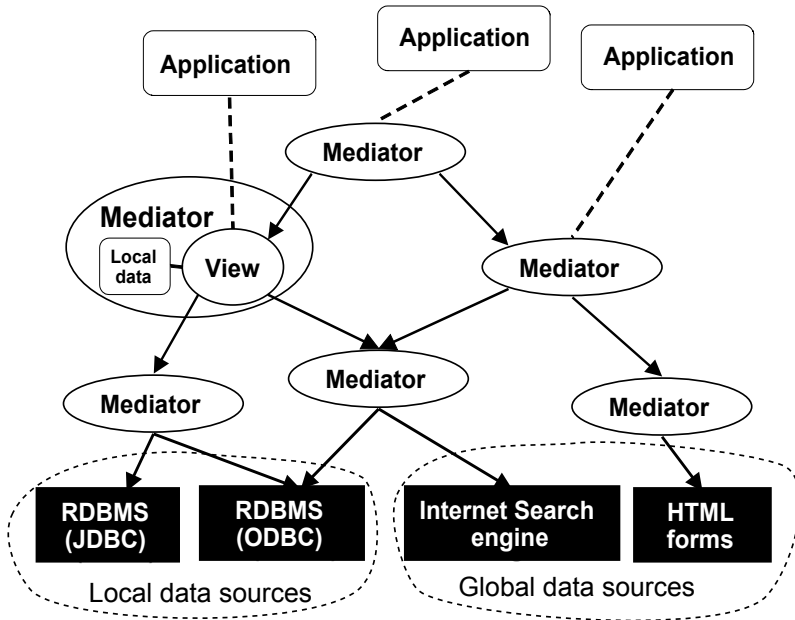 Application
Application
Application
Mediator
Mediator
Local
data
View
Mediator
Mediator
Mediator
Mediator
RDBMS
(JDBC)
RDBMS
(ODBC)
Internet Search
engine
HTML
forms
Local data sources
Global data sources